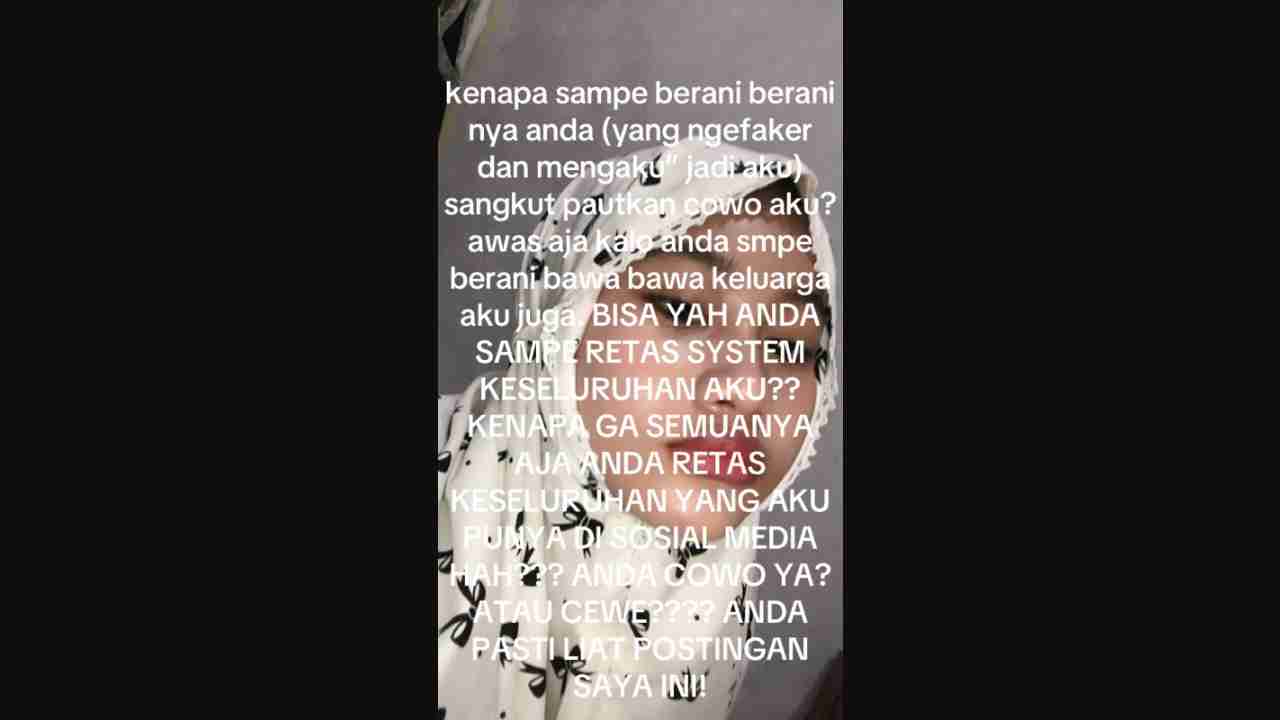 kenapa sampe berani berani
nya anda (yang ngefaker
dan mengaku" jadi aku)
sangkut pautkan cowo aku?
awas aja kalo anda smpe
berani bawa bawa keluarga
aku juga. BISA YAH ANDA
SAMPE RETAS SYSTEM
KESELURUHAN AKU??
KENAPA GA SEMUANYA
AJA ANDA RETAS
KESELURUHAN YANG AKU
PUNYA DI SOSIAL MEDIA
HAH??? ANDA COWO YA?
ATAU CEWE???? ANDA
PASTI LIAT POSTINGAN
SAYA INI!